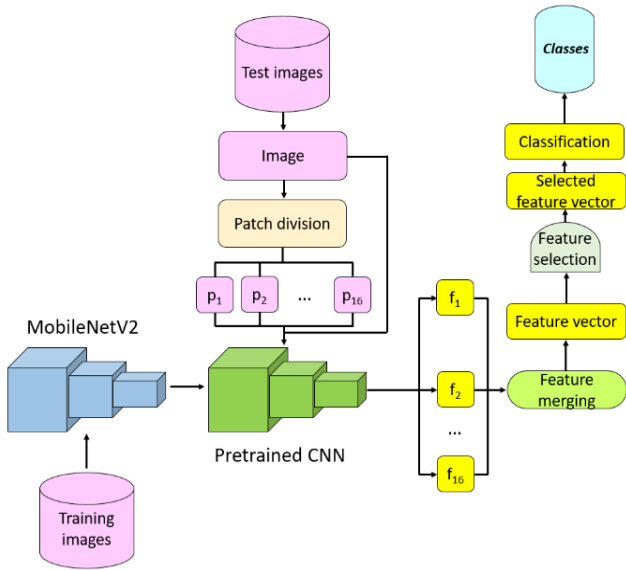 Classes
Test images
Classification
Image
Selected
feature vector
Patch division
Feature
selection
p1 p2 ... p16
f1
MobileNetV2
Feature vector
f2
Feature
merging
...
Pretrained CNN
f16
Training
images